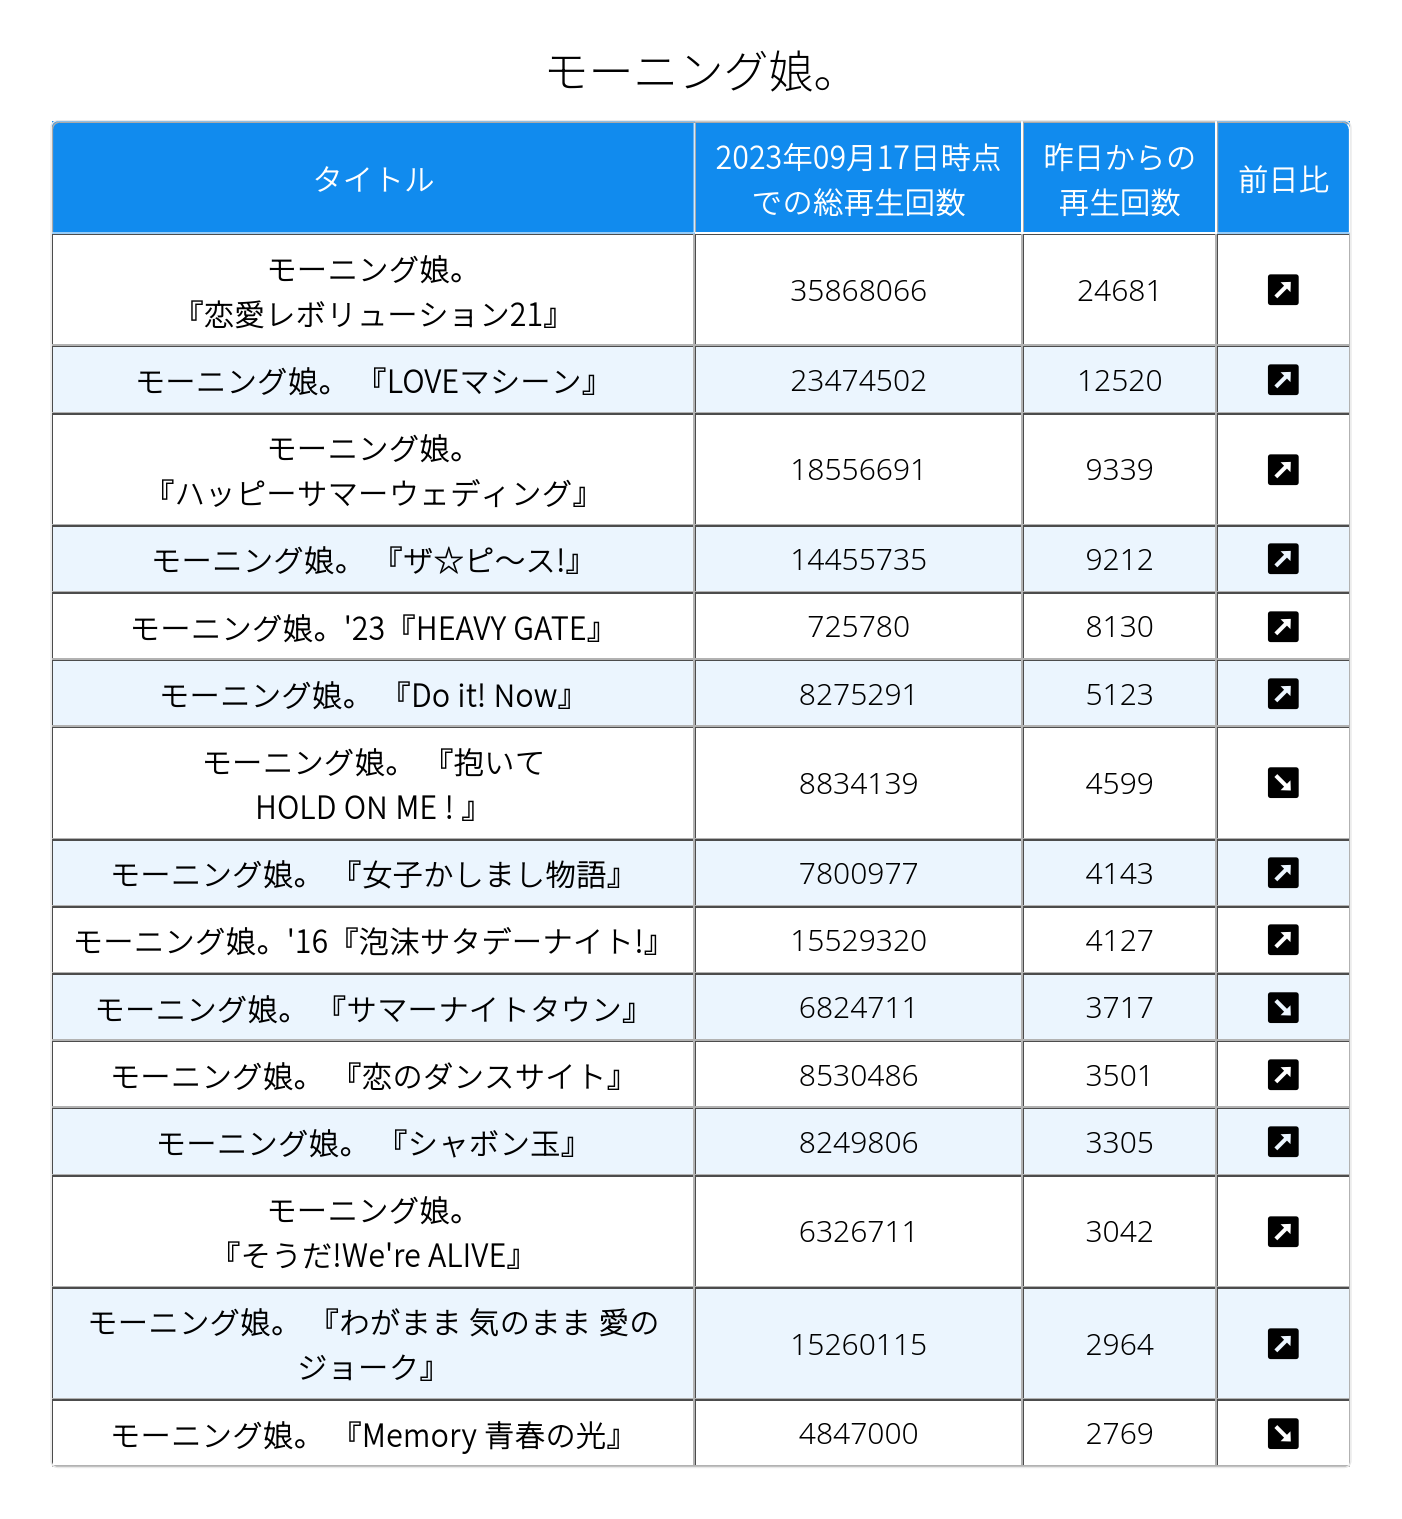 モーニング娘。
タイトル
2023年09月17日時点
での総再生回数
昨日からの
再生回数
前日比
モーニング娘。
『恋愛レボリューション21』
35868066
24681
モーニング娘。 『LOVEマシーン』
23474502
12520
モーニング娘。
『ハッピーサマーウェディング』
18556691
9339
モーニング娘。 『ザ☆ピ〜ス!』
14455735
9212
モーニング娘。'23『HEAVY GATE』
725780
8130
モーニング娘。 『Do it! Now』
8275291
5123
モーニング娘。 『抱いて
HOLD ON ME ! 』
8834139
4599
モーニング娘。 『女子かしまし物語』
7800977
4143
モーニング娘。'16『泡沫サタデーナイト!』
15529320
4127
モーニング娘。 『サマーナイトタウン』
6824711
3717
モーニング娘。 『恋のダンスサイト』
8530486
3501
モーニング娘。 『シャボン玉』
8249806
3305
モーニング娘。
『そうだ!We're ALIVE』
6326711
3042
モーニング娘。 『わがまま 気のまま 愛の
ジョーク』
15260115
2964
モーニング娘。 『Memory 青春の光』
4847000
2769